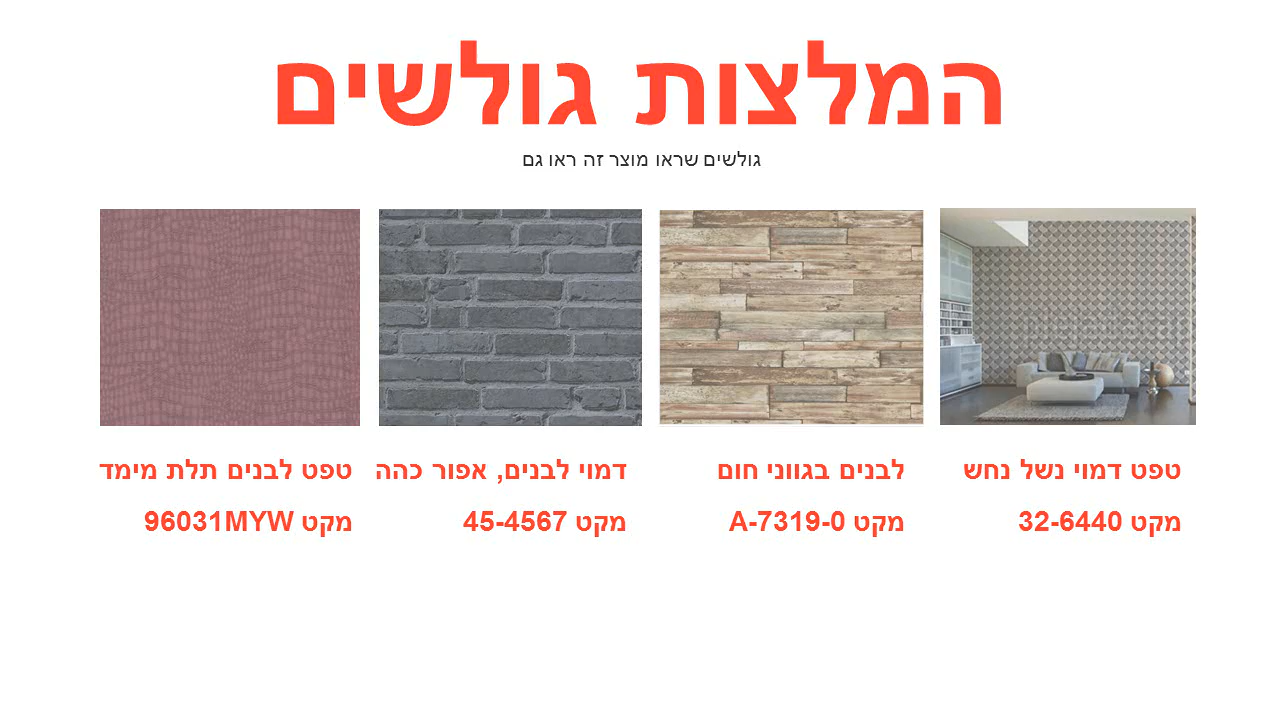 המלצות גולשים
גולשים שראו מוצר זה ראו גם
טפט דמוי נשל נחש
מקט 32-6440
לבנים בגווני חום
מקט A-7319-0
דמוי לבנים, אפור כהה
מקט 45-4567
טפט לבנים תלת מימד
מקט 96031MYW